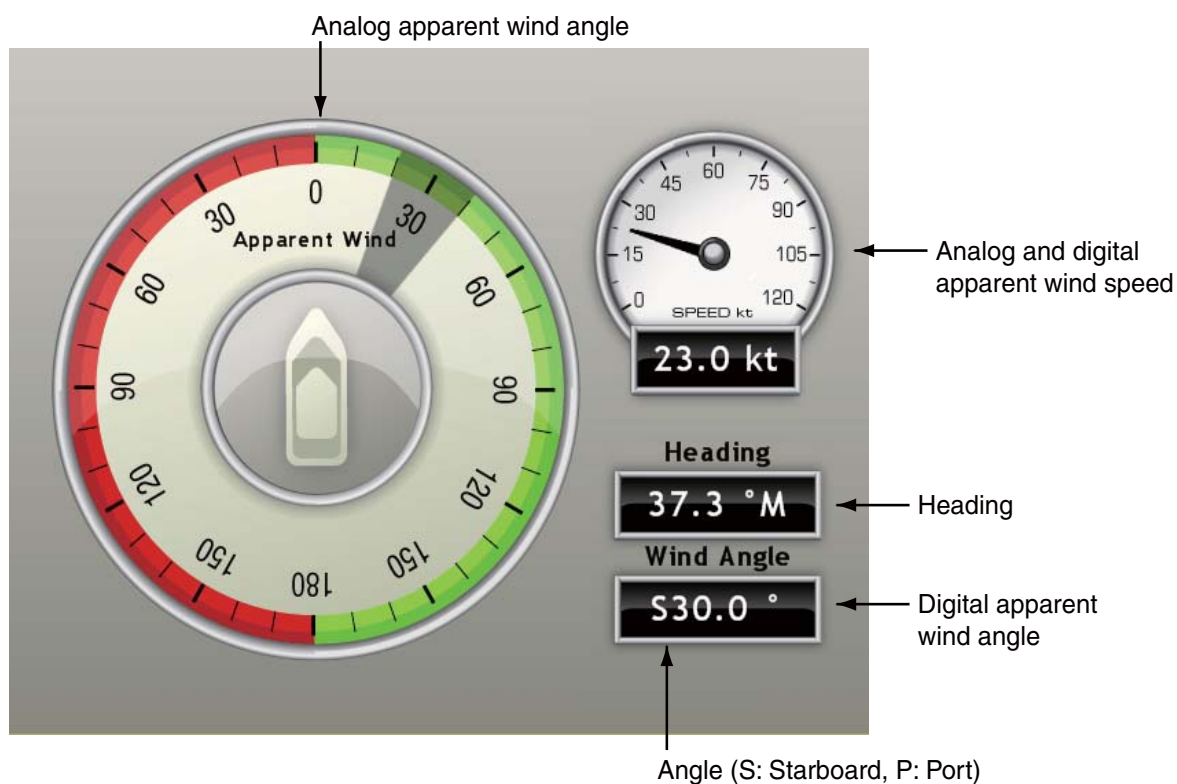 Analog apparent wind angle
0
30
60
90
120
150
180
150
120
90
60
30
Apparent Wind
0
15
30
45
60
75
90
105
120
SPEED kt
23.0 kt
Analog and digital
apparent wind speed
Heading
37.3 °M
Heading
Wind Angle
S30.0 °
Digital apparent
wind angle
Angle (S: Starboard, P: Port)